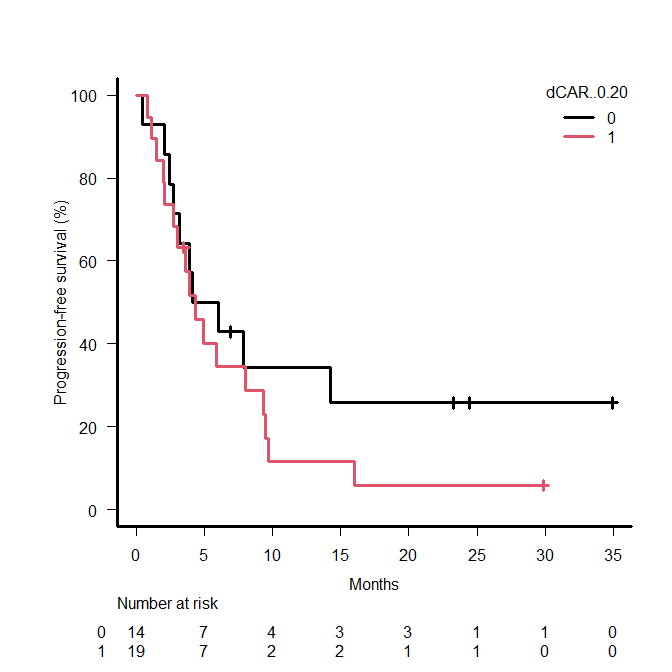 dCAR..0.20
0
1
Progression-free survival (%)
100
80
60
40
20
0
0 5 10 15 20 25 30 35
Months
Number at risk
0 14 7 4 3 3 1 1 0
1 19 7 2 2 1 1 0 0